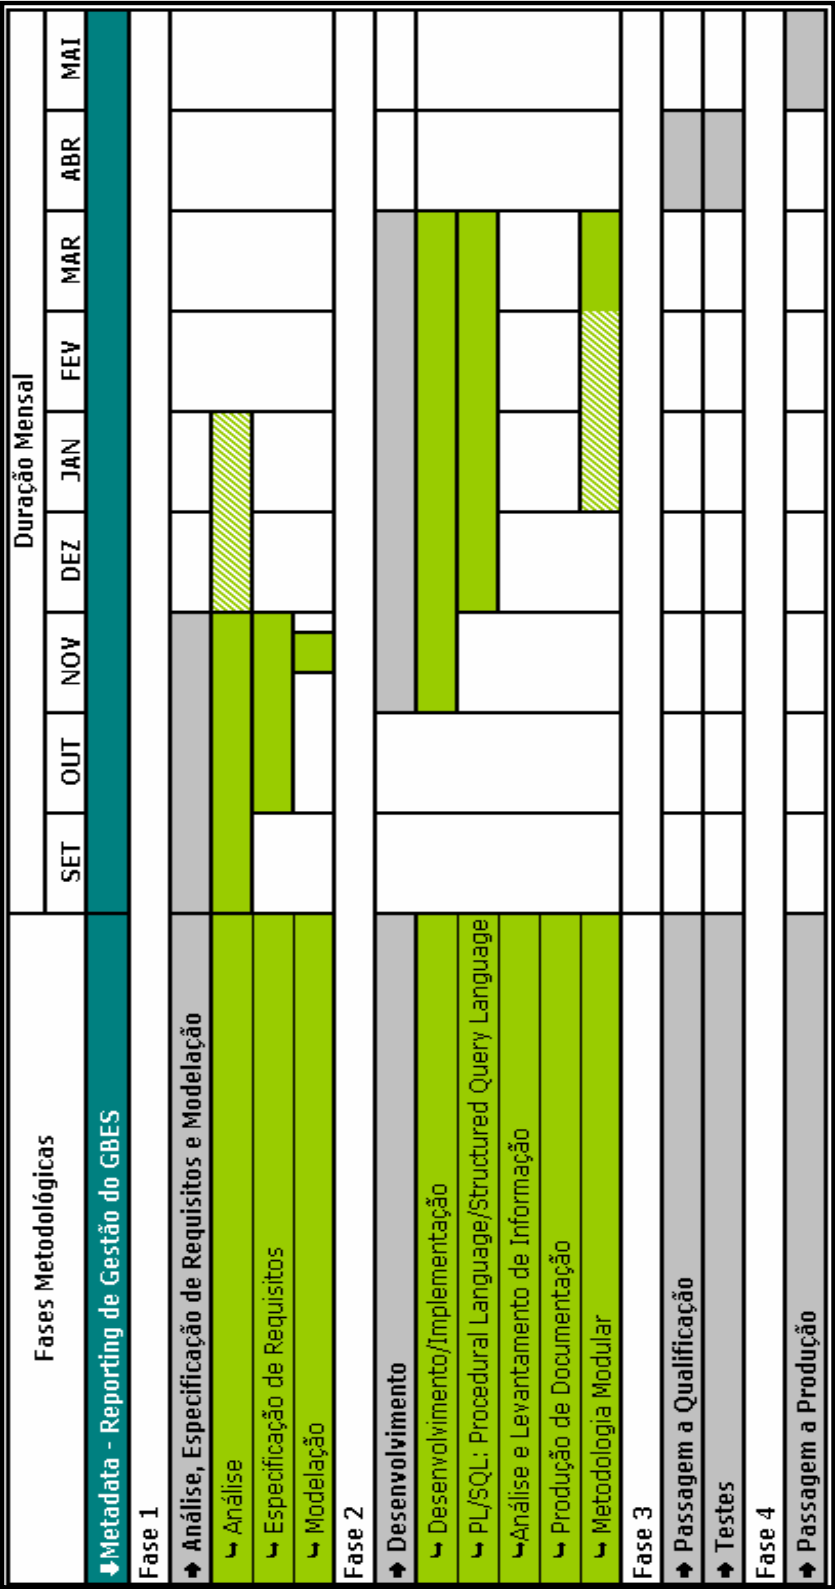 Fases Metodológicas
Duração Mensal
SET
OUT
NOV
DEZ
JAN
FEV
MAR
ABR
MAI
Metadata - Reporting de Gestão do GBES
Fase 1
Análise, Especificação de Requisitos e Modelação
Análise
Especificação de Requisitos
Modelação
Fase 2
Desenvolvimento
Desenvolvimento/Implementação
PL/SQL: Procedural Language/Structured Query Language
Análise e Levantamento de Informação
Produção de Documentação
Metodologia Modular
Fase 3
Passagem a Qualificação
Testes
Fase 4
Passagem a Produção